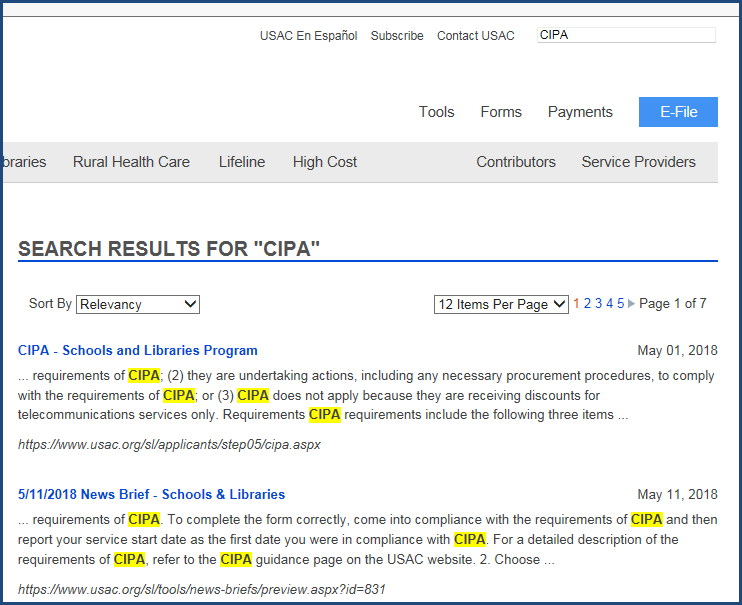 USAC En Español Subscribe Contact USAC CIPA
Tools Forms Payments E-File
braries Rural Health Care Lifeline High Cost Contributors Service Providers
SEARCH RESULTS FOR "CIPA"
Sort By Relevancy 12 Items Per Page 1 2 3 4 5 Page 1 of 7
CIPA - Schools and Libraries Program May 01, 2018
... requirements of CIPA; (2) they are undertaking actions, including any necessary procurement procedures, to comply
with the requirements of CIPA; or (3) CIPA does not apply because they are receiving discounts for
telecommunications services only. Requirements CIPA requirements include the following three items ...
https://www.usac.org/sl/applicants/step05/cipa.aspx
5/11/2018 News Brief - Schools & Libraries May 11, 2018
... requirements of CIPA. To complete the form correctly, come into compliance with the requirements of CIPA and then
report your service start date as the first date you were in compliance with CIPA. For a detailed description of the
requirements of CIPA, refer to the CIPA guidance page on the USAC website. 2. Choose ...
https://www.usac.org/sl/tools/news-briefs/preview.aspx?id=831